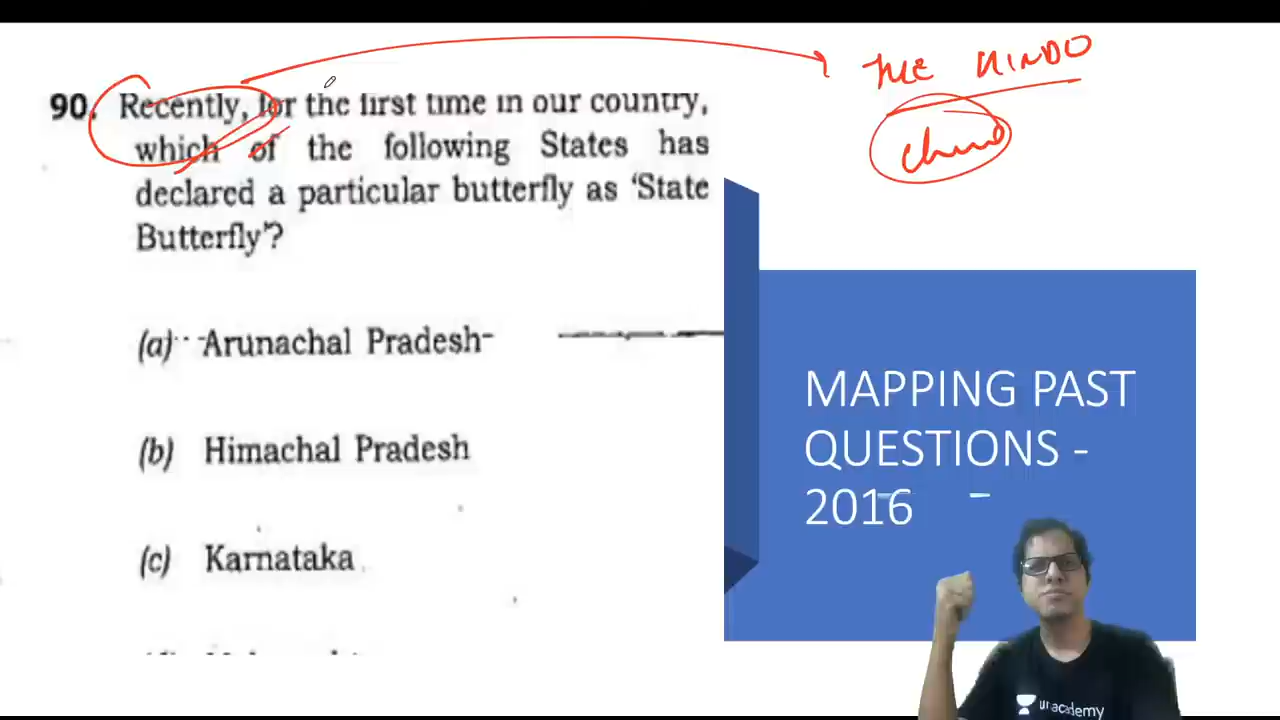 THE HINDU
90. Recently, for the first time in our country,
which of the following States has
declared a particular butterfly as ‘State
Butterfly’?
(a) Arunachal Pradesh
(b) Himachal Pradesh
(c) Karnataka
MAPPING PAST
QUESTIONS -
2016
unacademy